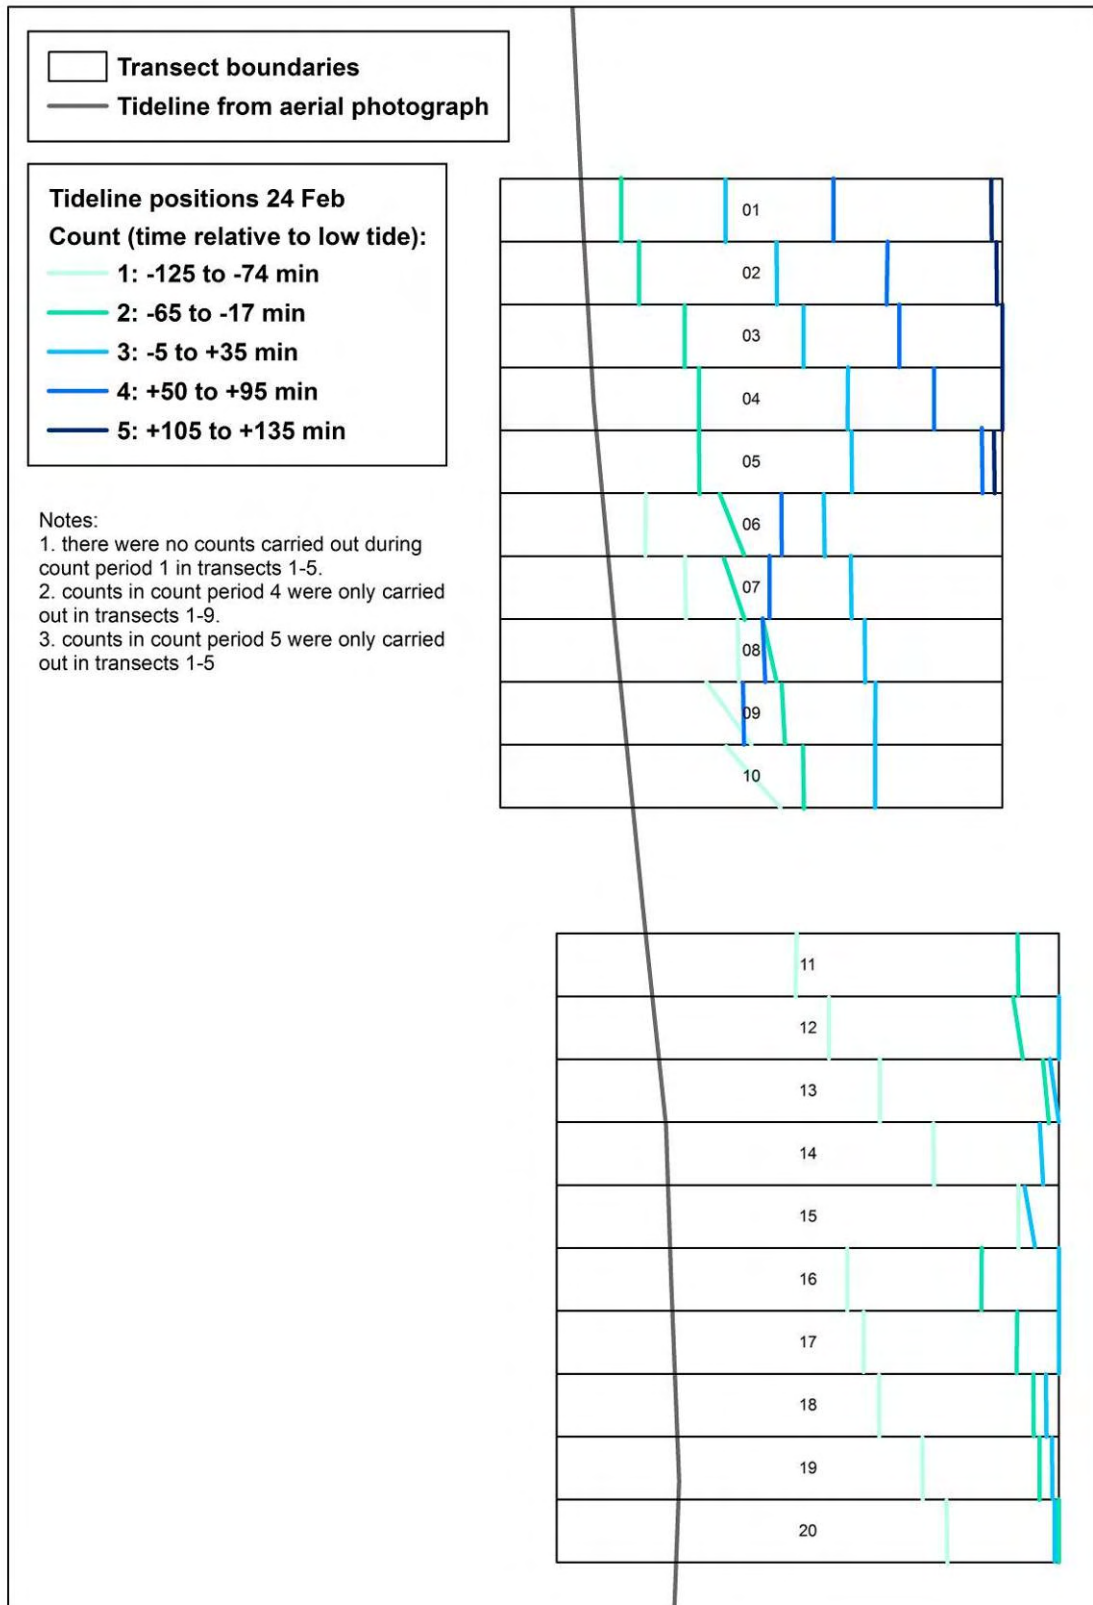 Transect boundaries
Tideline from aerial photograph
Tideline positions 24 Feb
Count (time relative to low tide):
1: -125 to -74 min
2: -65 to -17 min
3: -5 to +35 min
4: +50 to +95 min
5: +105 to +135 min
Notes:
1. there were no counts carried out during
count period 1 in transects 1-5.
2. counts in count period 4 were only carried
out in transects 1-9.
3. counts in count period 5 were only carried
out in transects 1-5
01
02
03
04
05
06
07
08
09
10
11
12
13
14
15
16
17
18
19
20